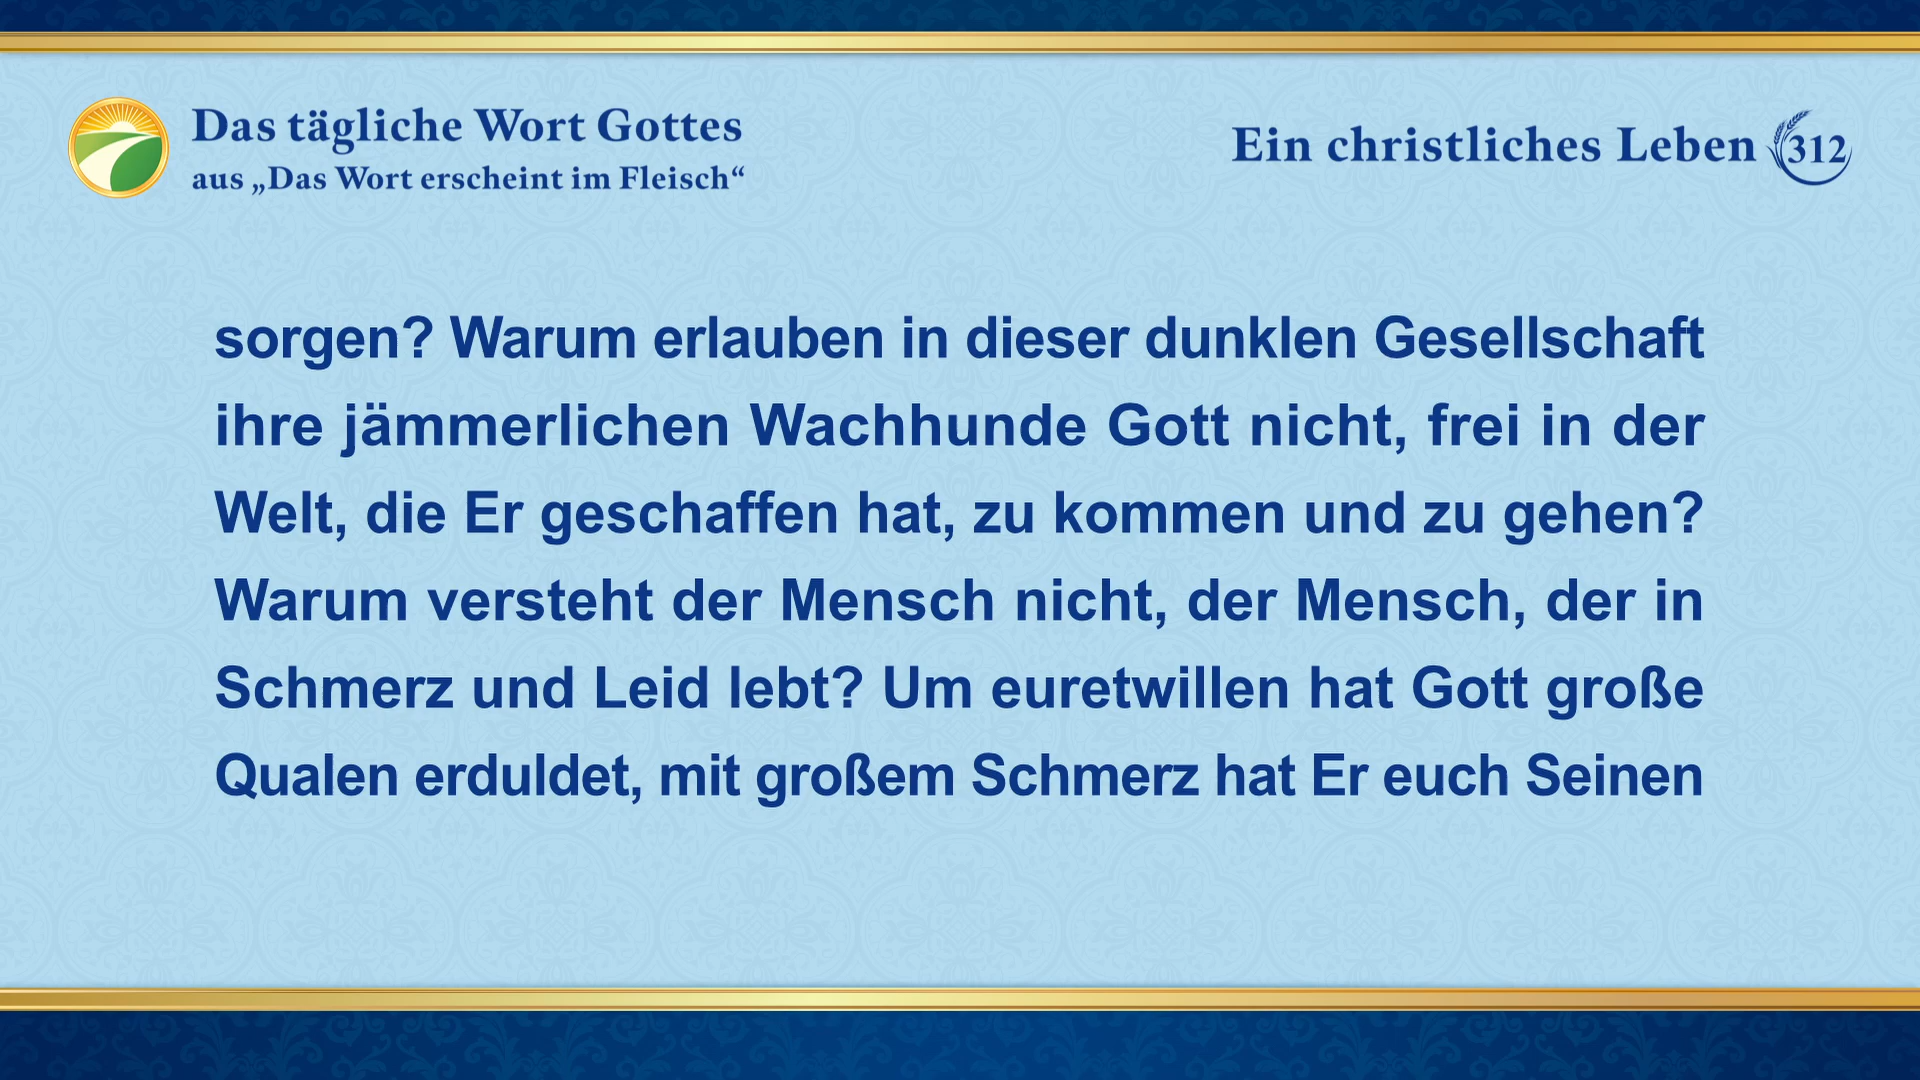 Das tägliche Wort Gottes
aus „Das Wort erscheint im Fleisch“
Ein christliches Leben 312
sorgen? Warum erlauben in dieser dunklen Gesellschaft
ihre jämmerlichen Wachhunde Gott nicht, frei in der
Welt, die Er geschaffen hat, zu kommen und zu gehen?
Warum versteht der Mensch nicht, der Mensch, der in
Schmerz und Leid lebt? Um euretwillen hat Gott große
Qualen erduldet, mit großem Schmerz hat Er euch Seinen